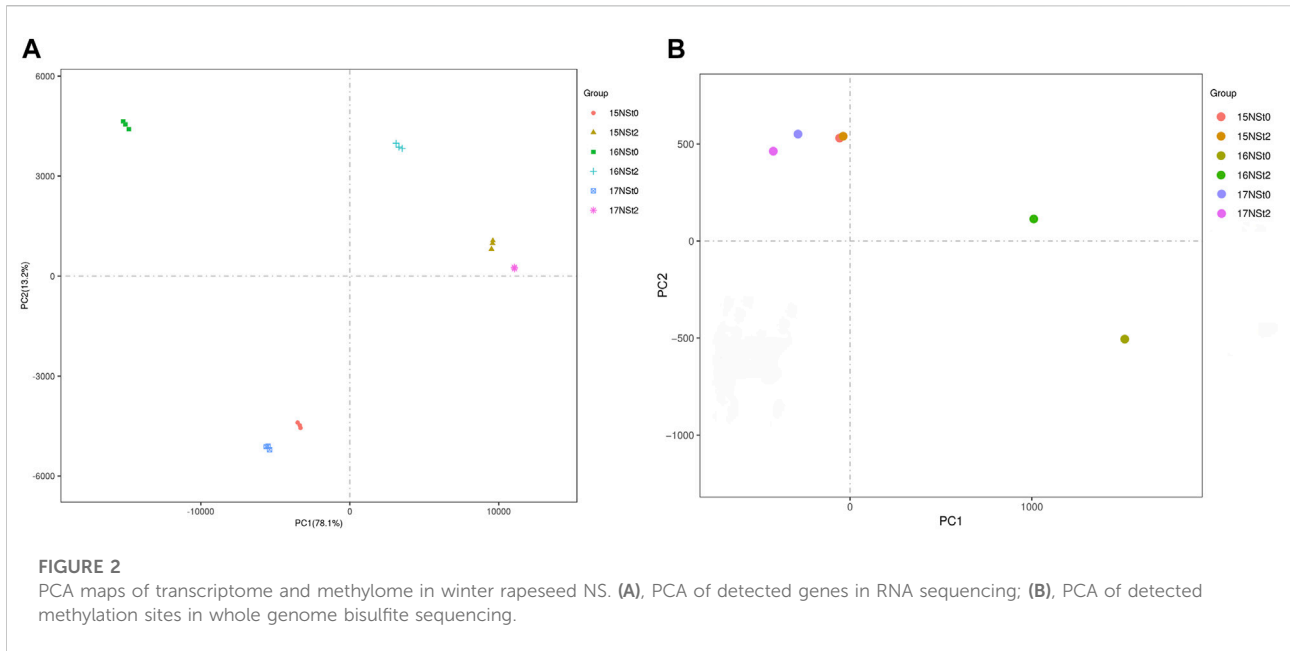 A
6000
3000
0
-3000
-6000
PC2(13.2%)
-10000
0
10000
PC1(78.1%)
Group
15NSt0
15NSt2
16NSt0
16NSt2
17NSt0
17NSt2
B
500
0
−500
−1000
PC2
0
1000
PC1
Group
15NSt0
15NSt2
16NSt0
16NSt2
17NSt0
17NSt2
FIGURE 2
PCA maps of transcriptome and methylome in winter rapeseed NS. (A), PCA of detected genes in RNA sequencing; (B), PCA of detected
methylation sites in whole genome bisulfite sequencing.